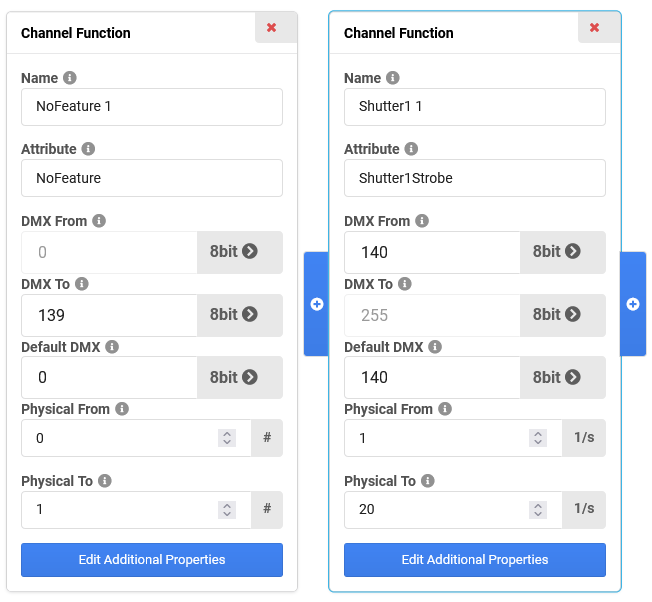 Channel Function
Name
NoFeature 1
Attribute
NoFeature
DMX From
0 8bit
DMX To
139 8bit
Default DMX
0 8bit
Physical From
0 #
Physical To
1 #
Edit Additional Properties
Channel Function
Name
Shutter1 1
Attribute
Shutter1Strobe
DMX From
140 8bit
DMX To
255 8bit
Default DMX
140 8bit
Physical From
1 1/s
Physical To
20 1/s
Edit Additional Properties